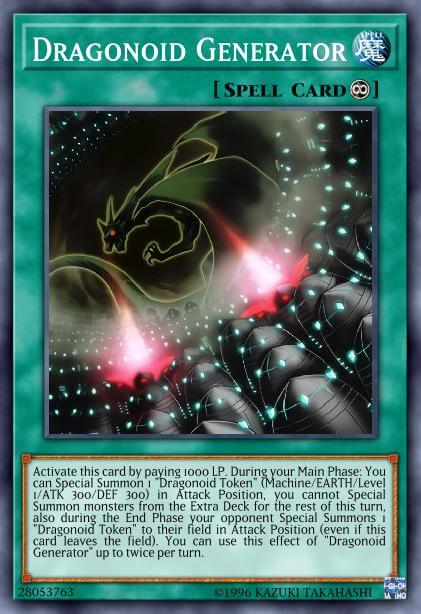 DRAGONOID GENERATOR
SPELL
魔
[SPELL CARD]
Activate this card by paying 1000 LP. During your Main Phase: You
can Special Summon 1 "Dragonoid Token" (Machine/EARTH/Level
1/ATK 300/DEF 300) in Attack Position, you cannot Special
Summon monsters from the Extra Deck for the rest of this turn,
also during the End Phase your opponent Special Summons 1
"Dragonoid Token" to their field in Attack Position (even if this
card leaves the field). You can use this effect of "Dragonoid
Generator" up to twice per turn.
28053763
©1996 KAZUKI TAKAHASHI